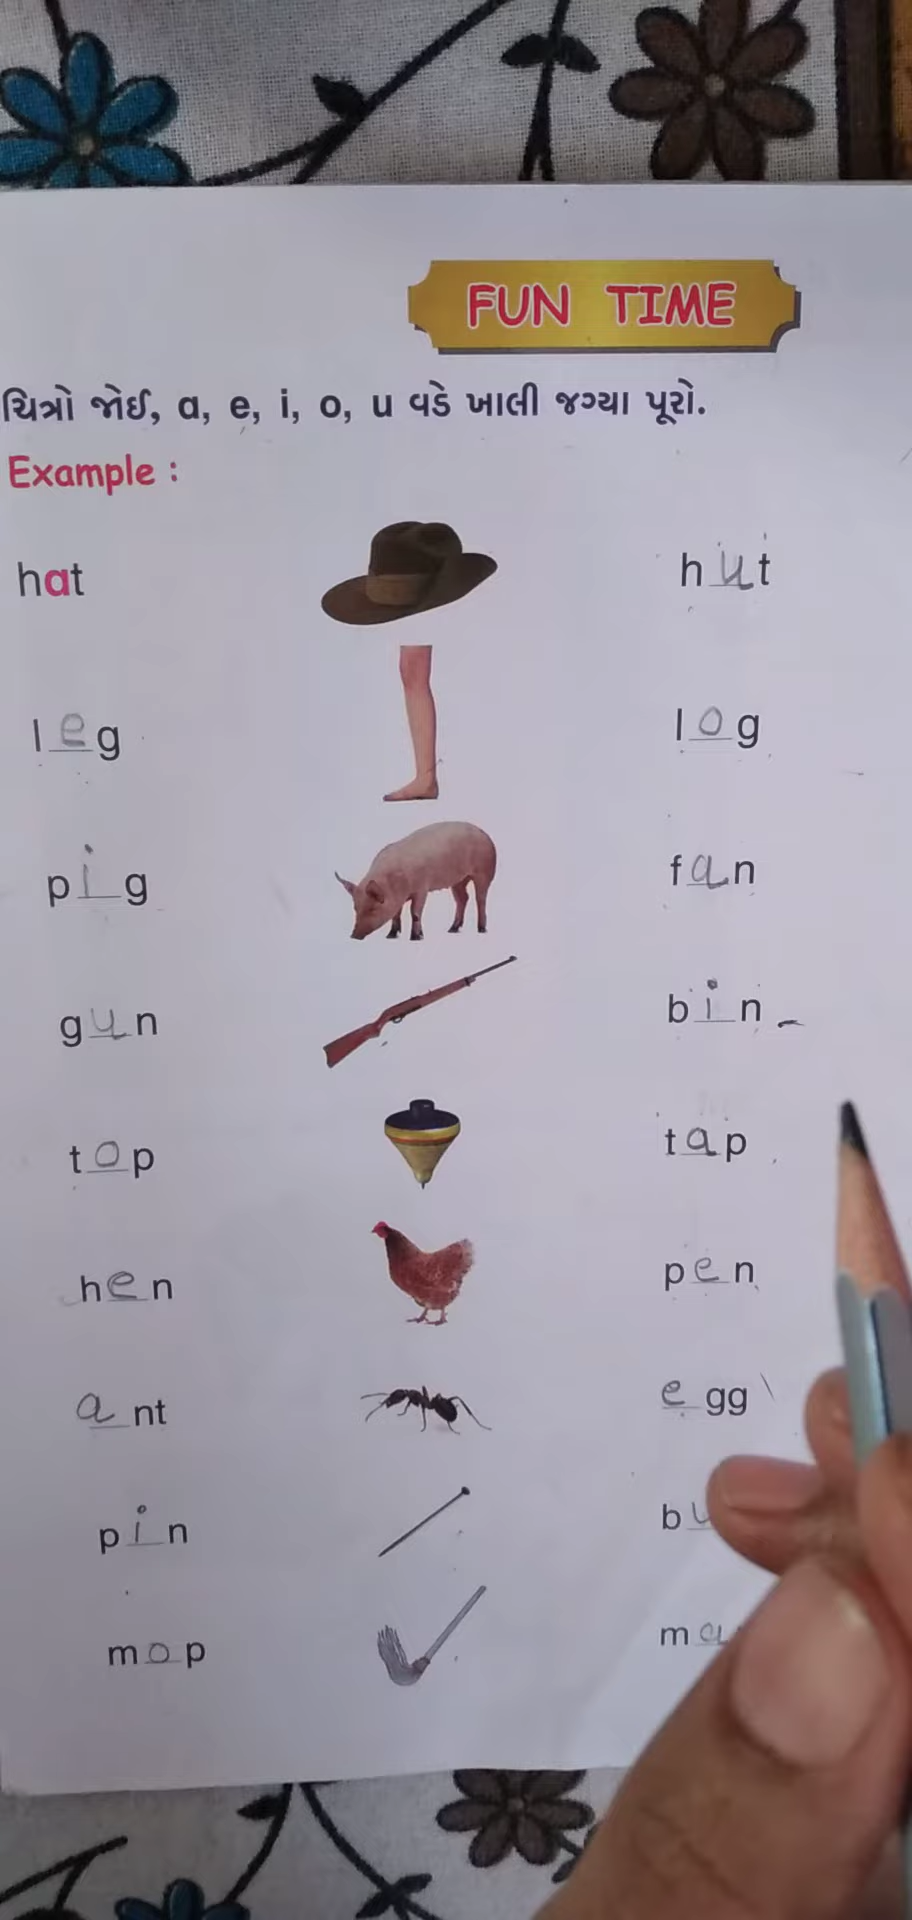 FUN TIME
ચિત્રો જોઈ, a, e, i, o, u વડે ખાલી જગ્યા પૂરો.
Example :
hat hut
leg log
pig fan
gun bin
top tap
hen pen
ant egg
pin
mop